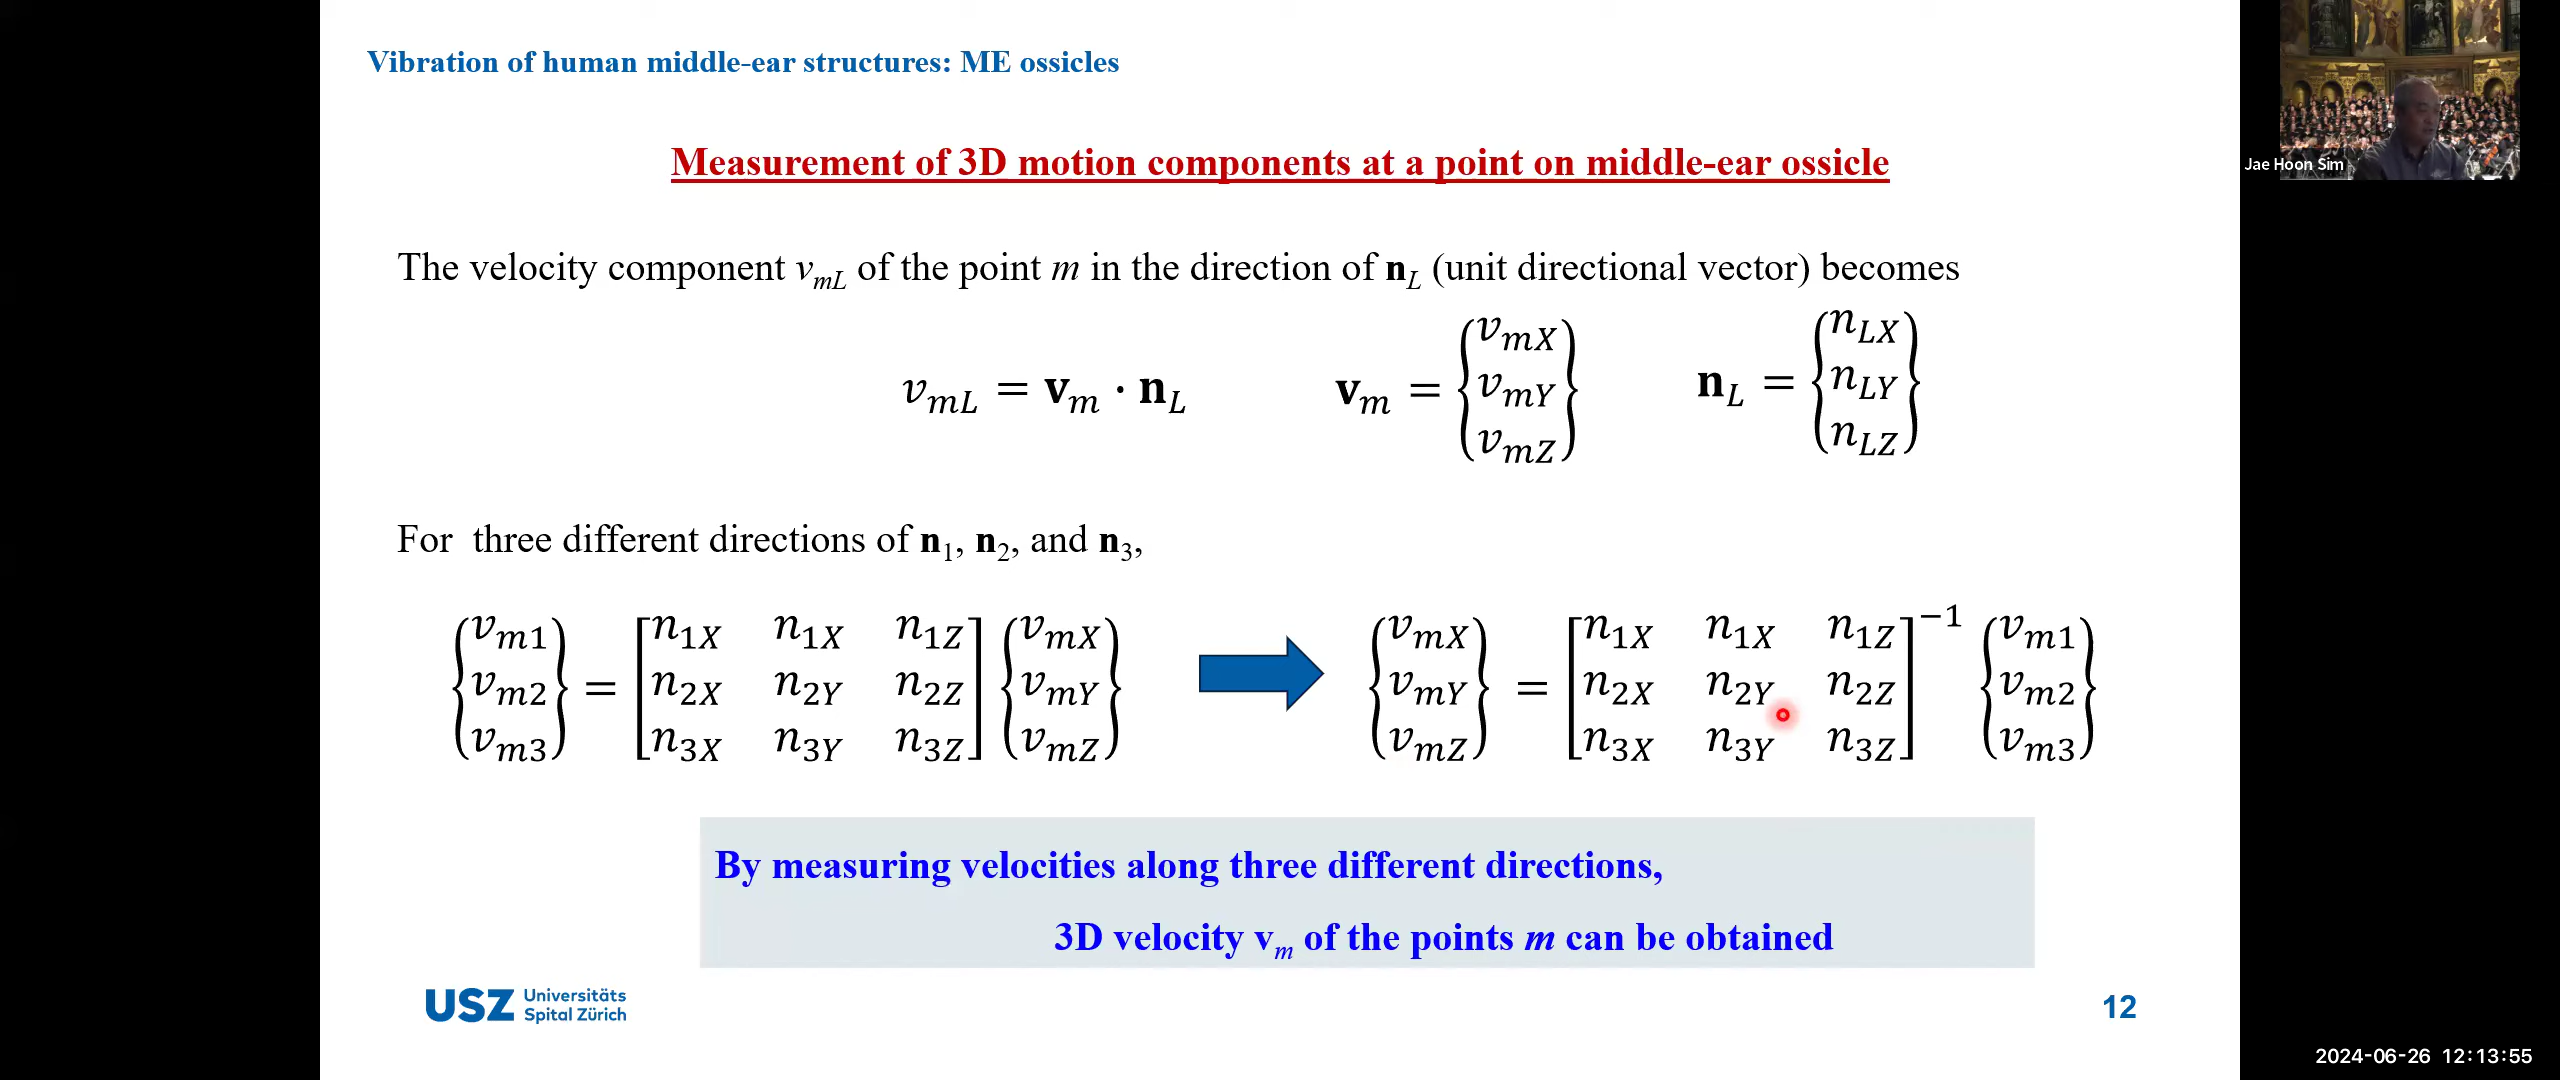 Vibration of human middle-ear structures: ME ossicles
Jae Hoon Sim
Measurement of 3D motion components at a point on middle-ear ossicle
The velocity component v_mL of the point m in the direction of n_L (unit directional vector) becomes
v_mL = v_m · n_L    v_m = {v_mX v_mY v_mZ}    n_L = {n_LX n_LY n_LZ}
For three different directions of n_1, n_2, and n_3,
{v_m1 v_m2 v_m3} = [n_1X n_1X n_1Z n_2X n_2Y n_2Z n_3X n_3Y n_3Z] {v_mX v_mY v_mZ}    {v_mX v_mY v_mZ} = [n_1X n_1X n_1Z n_2X n_2Y n_2Z n_3X n_3Y n_3Z]^−1 {v_m1 v_m2 v_m3}
By measuring velocities along three different directions,
3D velocity v_m of the points m can be obtained
USZ Universitäts
Spital Zürich
12
2024-06-26 12:13:55